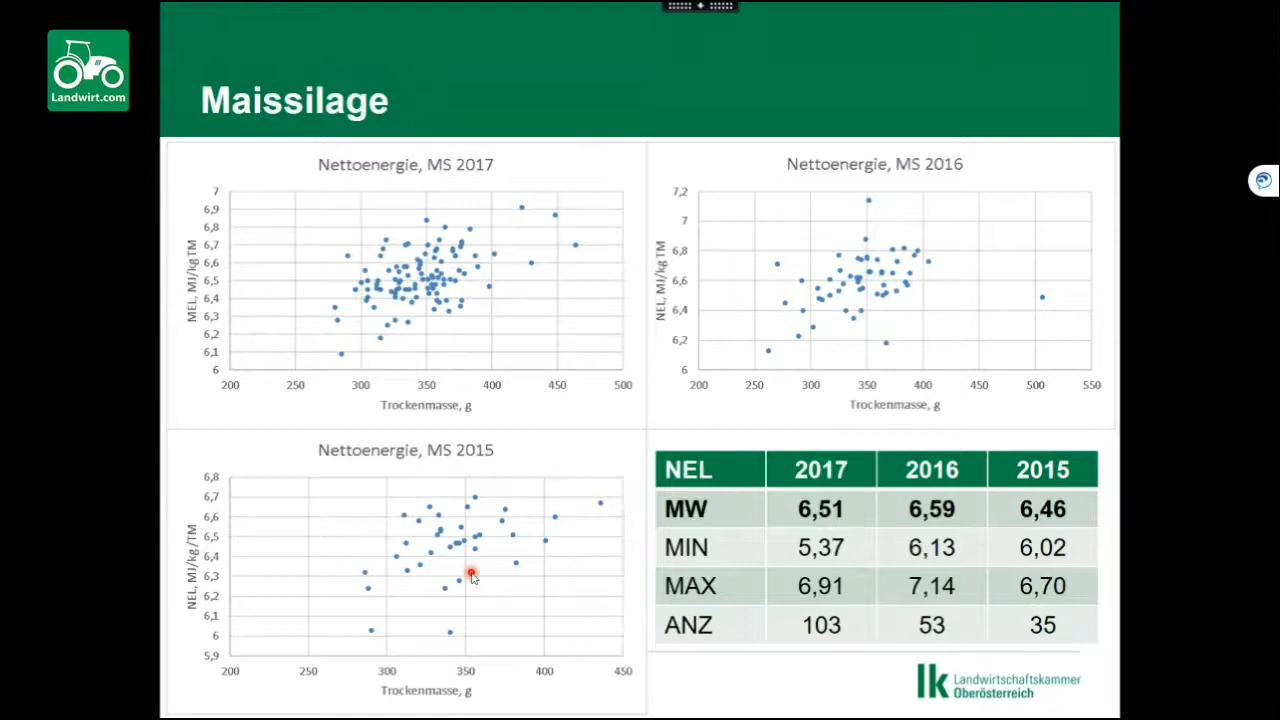 Landwirt.com
Maissilage
Nettoenergie, MS 2017
MEL, MJ/kgTM
7
6,9
6,8
6,7
6,6
6,5
6,4
6,3
6,2
6,1
6
200 250 300 350 400 450 500
Trockenmasse, g
Nettoenergie, MS 2016
NEL, MJ/kgTM
7,2
7
6,8
6,6
6,4
6,2
6
200 250 300 350 400 450 500 550
Trockenmasse, g
Nettoenergie, MS 2015
NEL, MJ/kg/TM
6,8
6,7
6,6
6,5
6,4
6,3
6,2
6,1
6
5,9
200 250 300 350 400 450
Trockenmasse, g
NEL 2017 2016 2015
MW 6,51 6,59 6,46
MIN 5,37 6,13 6,02
MAX 6,91 7,14 6,70
ANZ 103 53 35
lk Landwirtschaftskammer
Oberösterreich